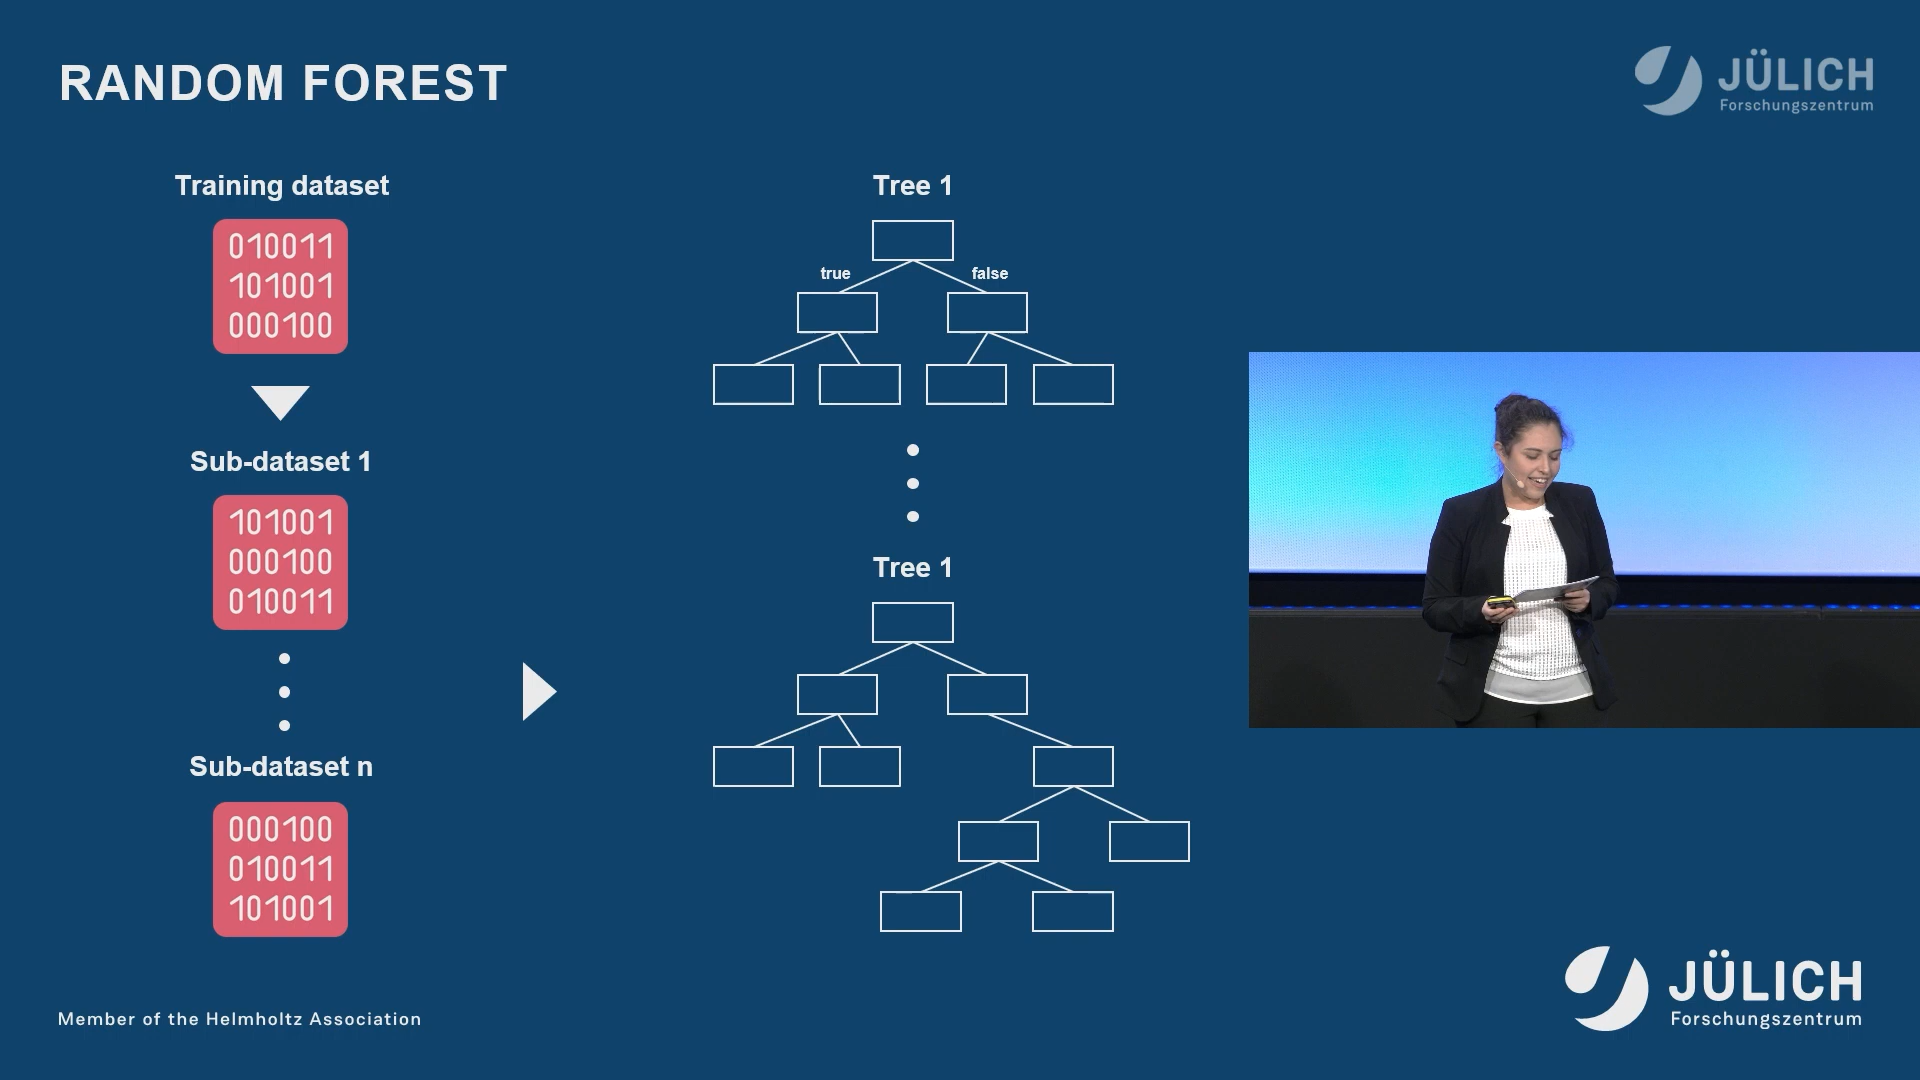 RANDOM FOREST
JÜLICH
Forschungszentrum
Training dataset
010011
101001
000100
Sub-dataset 1
101001
000100
010011
Sub-dataset n
000100
010011
101001
Tree 1
true
false
Tree 1
Member of the Helmholtz Association
JÜLICH
Forschungszentrum